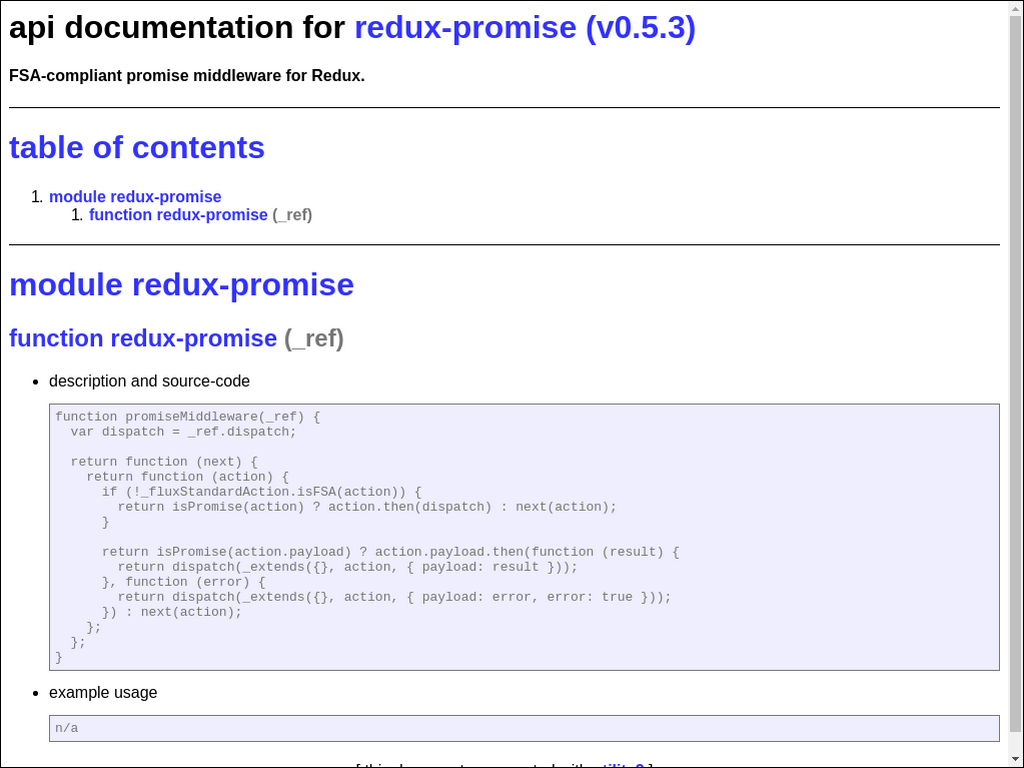 api documentation for redux-promise (v0.5.3)
FSA-compliant promise middleware for Redux.
table of contents
1. module redux-promise
1. function redux-promise (_ref)
module redux-promise
function redux-promise (_ref)
• description and source-code
function promiseMiddleware(_ref) {
  var dispatch = _ref.dispatch;

  return function (next) {
    return function (action) {
      if (!_fluxStandardAction.isFSA(action)) {
        return isPromise(action) ? action.then(dispatch) : next(action);
      }

      return isPromise(action.payload) ? action.payload.then(function (result) {
        return dispatch(_extends({}, action, { payload: result }));
      }, function (error) {
        return dispatch(_extends({}, action, { payload: error, error: true }));
      }) : next(action);
    };
  };
}
• example usage
n/a